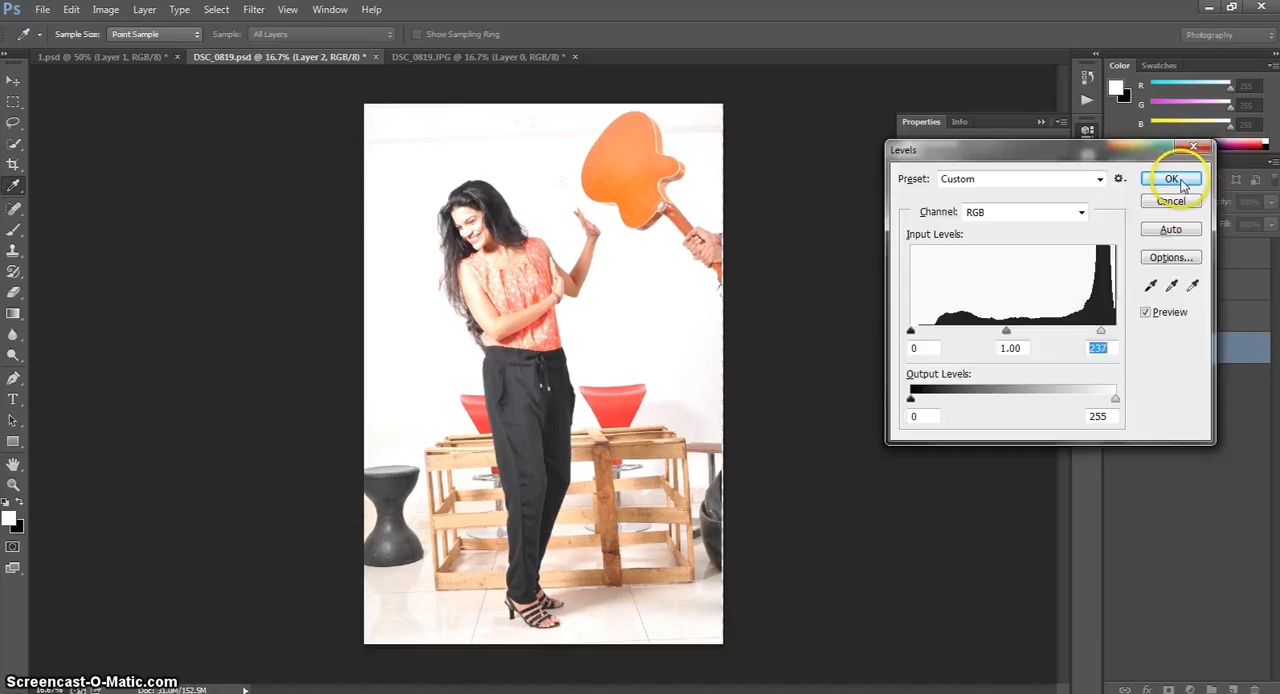 Ps File Edit Image Layer Type Select Filter View Window Help
Sample Size: Point Sample Sample: All Layers Show Sampling Ring Photography
1.psd @ 50% (Layer 1, RGB/8) * × DSC_0819.psd @ 16.7% (Layer 2, RGB/8) * × DSC_0819.JPG @ 16.7% (Layer 0, RGB/8) * ×
Color Swatches
R 255
G 255
B 255
Properties Info
Levels
Preset: Custom OK
Cancel
Channel: RGB
Auto
Input Levels:
Options...
Preview
0 1.00 237
Output Levels:
0 255
Screencast-O-Matic.com
16.67% Doc: 31.0M/152.5M